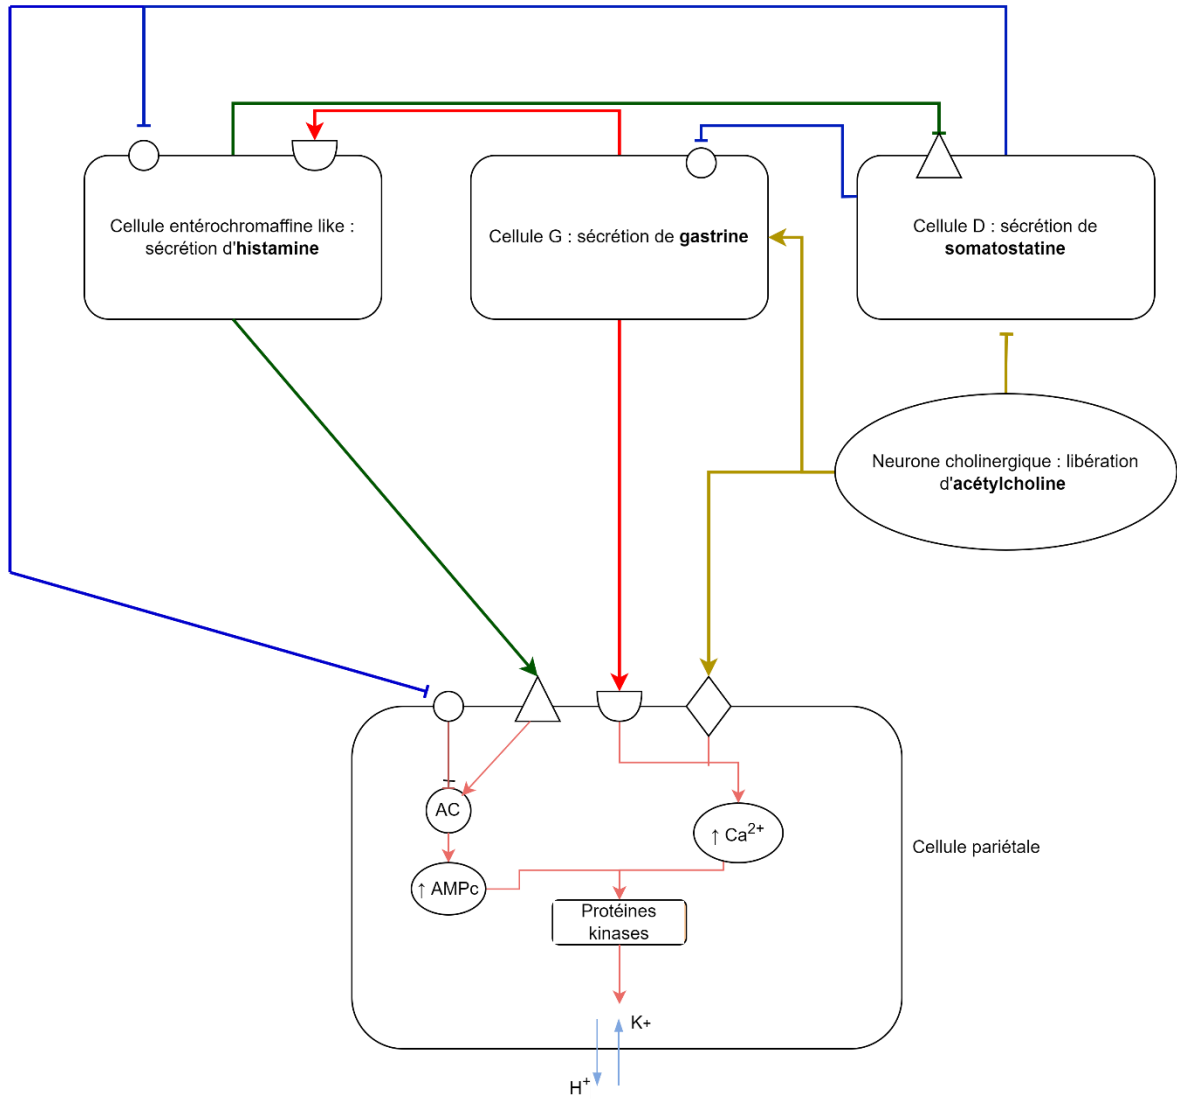 Cellule entérochromaffine like :
sécrétion d'histamine
Cellule G : sécrétion de gastrine
Cellule D : sécrétion de
somatostatine
Neurone cholinergique : libération
d'acétylcholine
AC
↑ Ca²⁺
Cellule pariétale
↑ AMPc
Protéines
kinases
K+
H⁺